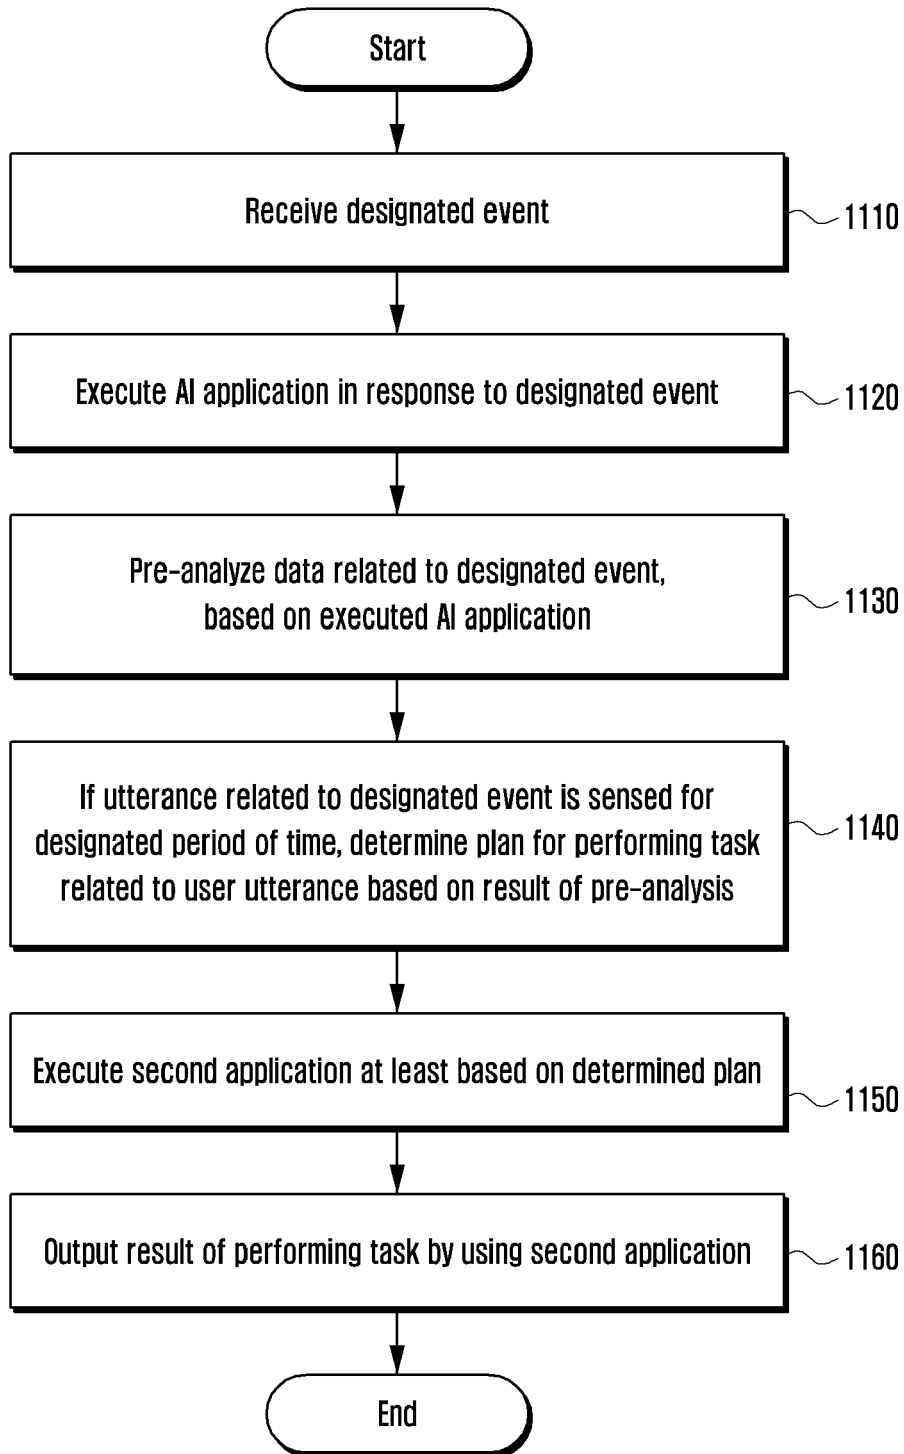 Start
Receive designated event
1110
Execute AI application in response to designated event
1120
Pre-analyze data related to designated event,
based on executed AI application
1130
If utterance related to designated event is sensed for
designated period of time, determine plan for performing task
related to user utterance based on result of pre-analysis
1140
Execute second application at least based on determined plan
1150
Output result of performing task by using second application
1160
End